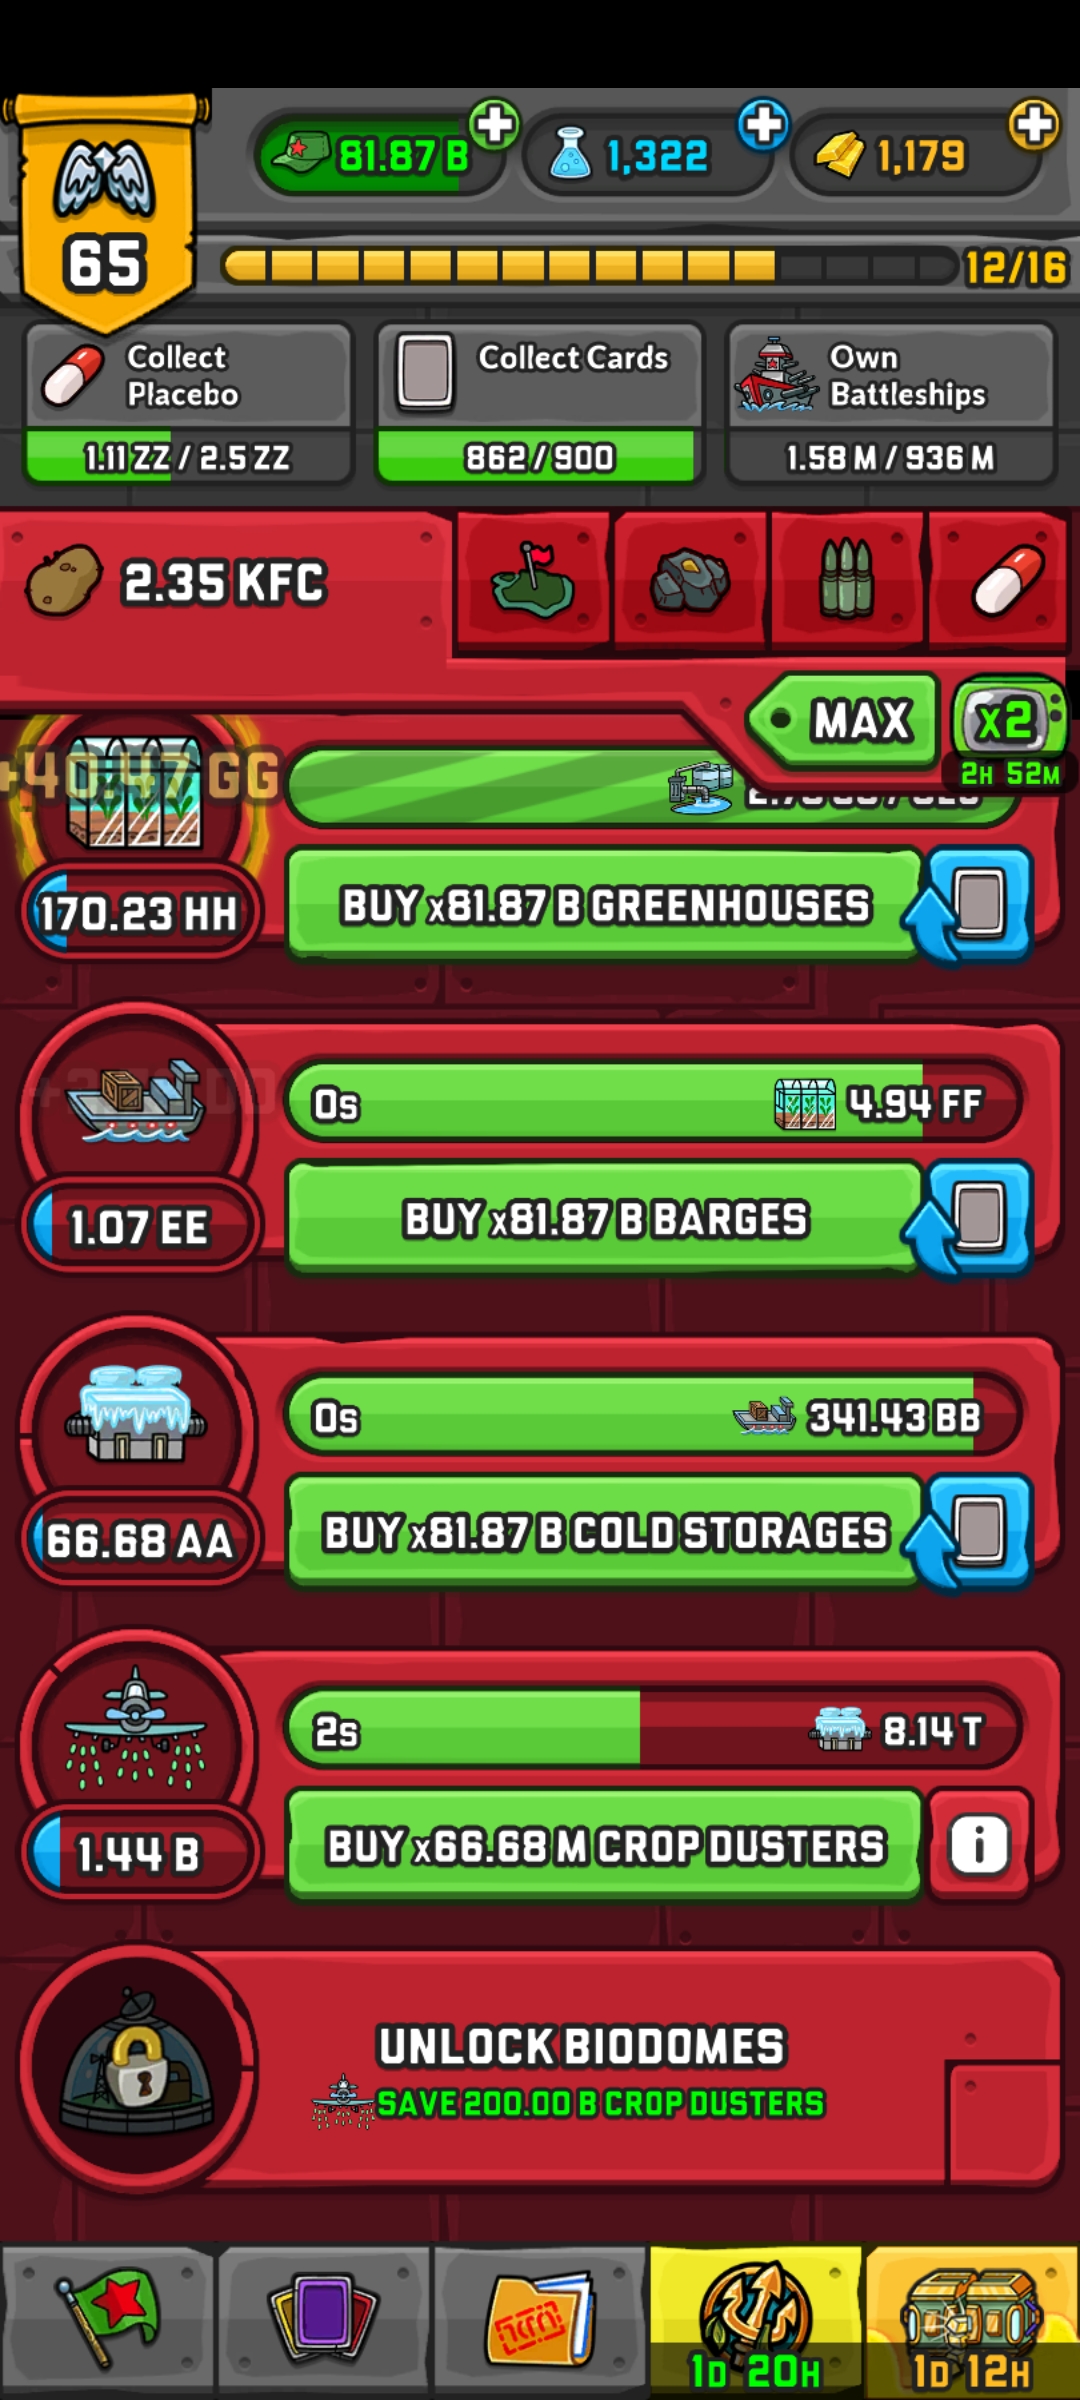 81.87 B
1,322
1,179
65
12/16
Collect
Placebo
1.11 ZZ / 2.5 ZZ
Collect Cards
862/900
Own
Battleships
1.58 M / 936 M
2.35 KFC
MAX
X2
2H 52M
+40.47 GG
170.23 HH
BUY x81.87 B GREENHOUSES
0s
4.94 FF
1.07 EE
BUY x81.87 B BARGES
0s
341.43 BB
66.68 AA
BUY x81.87 B COLD STORAGES
2s
8.14 T
1.44 B
BUY x66.68 M CROP DUSTERS
i
UNLOCK BIODOMES
SAVE 200.00 B CROP DUSTERS
1D 20H
1D 12H